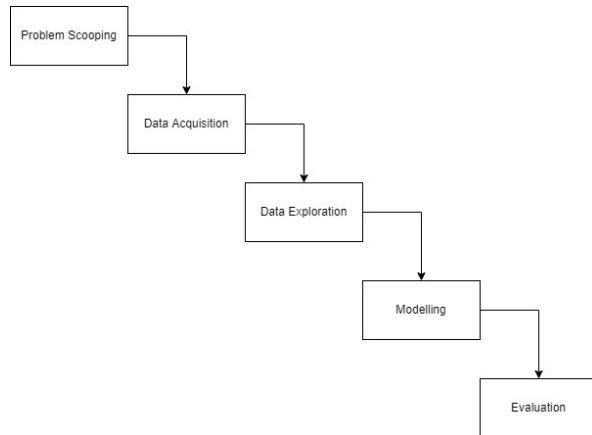 Problem Scooping
Data Acquisition
Data Exploration
Modelling
Evaluation